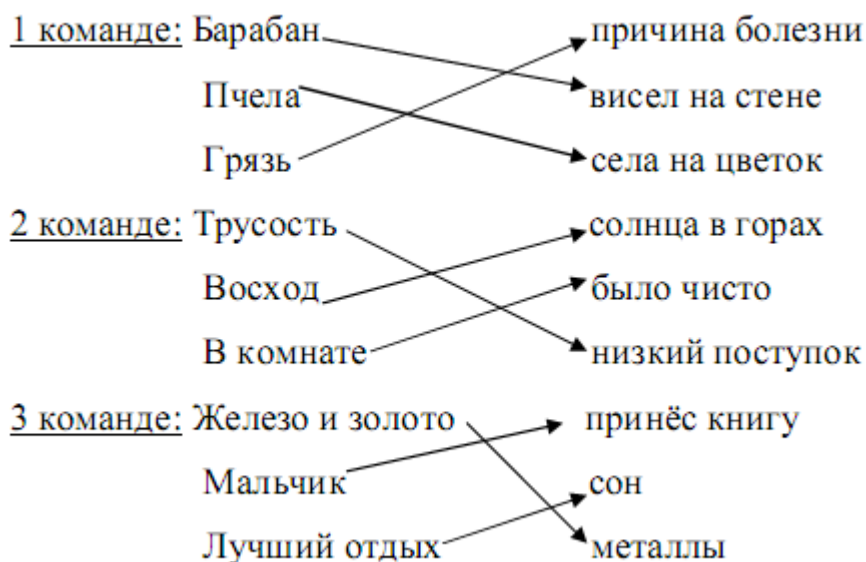 1 команде: Барабан причина болезни
Пчела висел на стене
Грязь села на цветок
2 команде: Трусость солнца в горах
Восход было чисто
В комнате низкий поступок
3 команде: Железо и золото принёс книгу
Мальчик сон
Лучший отдых металлы